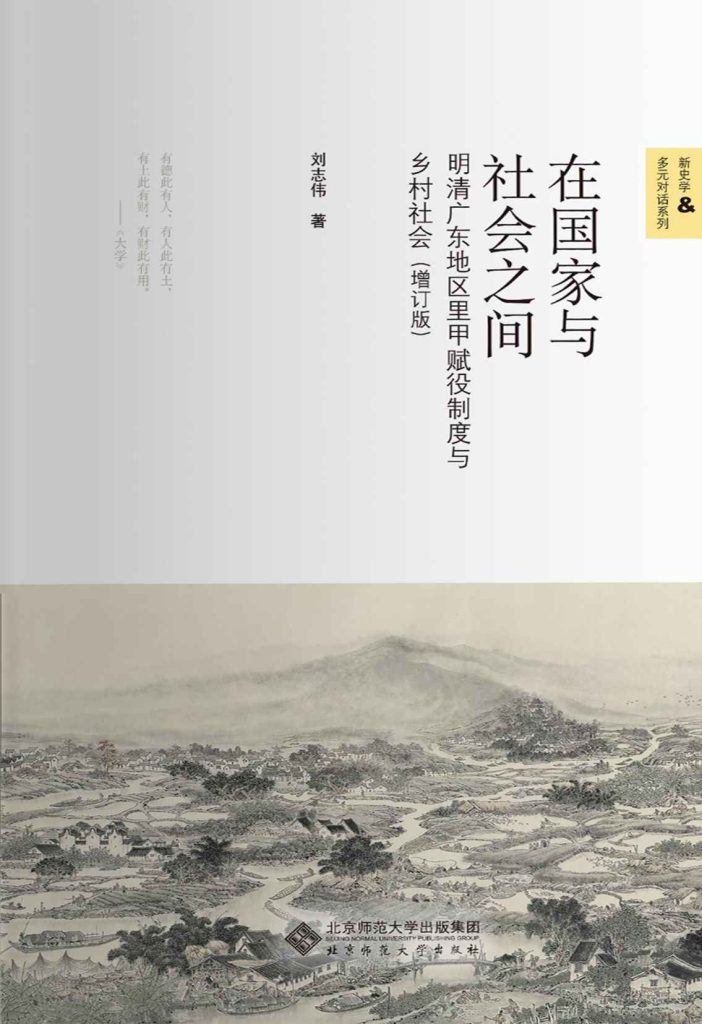 新史学
&
多元对话系列
在国家与
社会之间
明清广东地区里甲赋役制度与
乡村社会（增订版）
刘志伟 著
有德此有人，有人此有土，
有土此有财，有财此有用。
——《大学》
北京师范大学出版集团
BEIJING NORMAL UNIVERSITY PUBLISHING GROUP
北京师范大学出版社